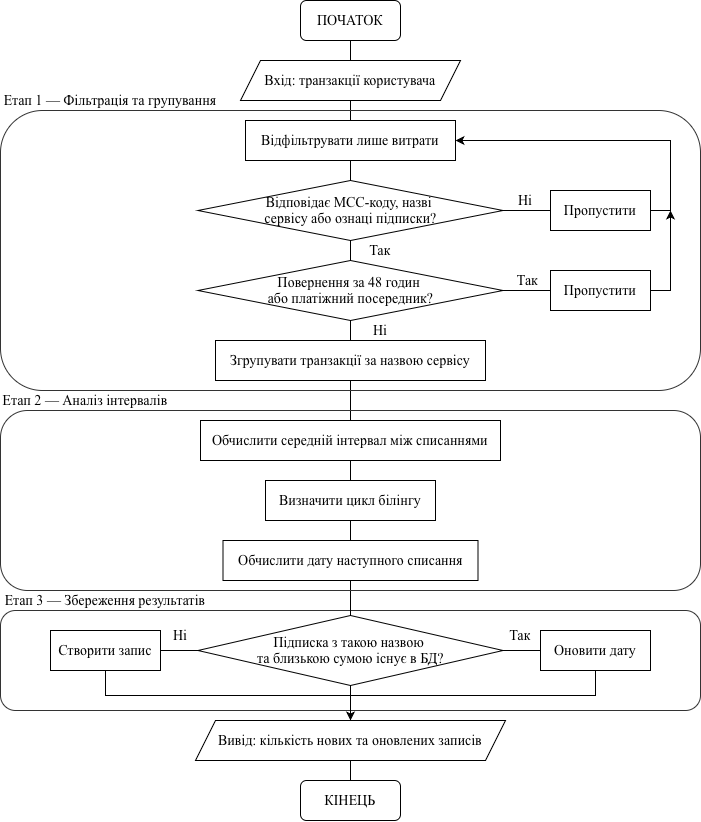 ПОЧАТОК
Вхід: транзакції користувача
Етап 1 — Фільтрація та групування
Відфільтрувати лише витрати
Відповідає МСС-коду, назві
сервісу або ознаці підписки?
Ні
Пропустити
Так
Повернення за 48 годин
або платіжний посередник?
Так
Пропустити
Ні
Згрупувати транзакції за назвою сервісу
Етап 2 — Аналіз інтервалів
Обчислити середній інтервал між списаннями
Визначити цикл білінгу
Обчислити дату наступного списання
Етап 3 — Збереження результатів
Створити запис
Ні
Підписка з такою назвою
та близькою сумою існує в БД?
Так
Оновити дату
Вивід: кількість нових та оновлених записів
КІНЕЦЬ